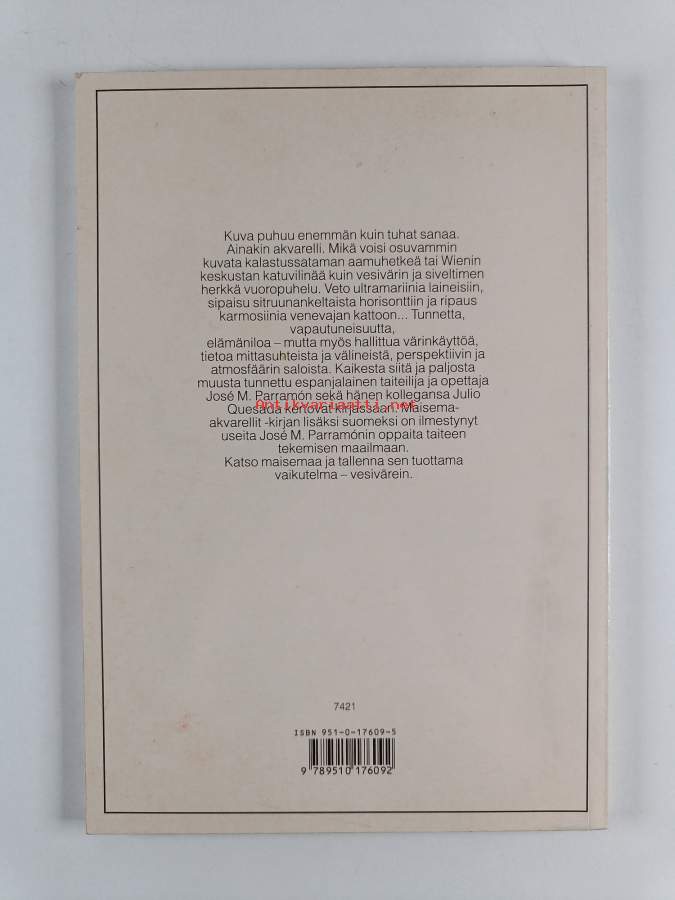 Kuva puhuu enemmän kuin tuhat sanaa.
Ainakin akvarelli. Mikä voisi osuvammin
kuvata kalastussataman aamuhetkeä tai Wienin
keskustan katuvilinää kuin vesivärin ja siveltimen
herkkä vuoropuhelu. Veto ultramariinia laineisiin,
sipaisu sitruunankeltaista horisonttiin ja ripaus
karmosiinia venevajan kattoon... Tunnetta,
vapautuneisuutta,
elämäniloa – mutta myös hallittua värinkäyttöä,
tietoa mittasuhteista ja välineistä, perspektiivin ja
atmosfäärin saloista. Kaikesta siitä ja paljosta
muusta tunnettu espanjalainen taiteilija ja opettaja
José M. Parramón sekä hänen kollegansa Julio
Antikvariaatti.net
Quesada kertovat kirjassaan. Maisema-
akvarellit -kirjan lisäksi suomeksi on ilmestynyt
useita José M. Parramónin oppaita taiteen
tekemisen maailmaan.
Katso maisemaa ja tallenna sen tuottama
vaikutelma – vesivärein.
7421
ISBN 951-0-17609-5
9 789510 176092